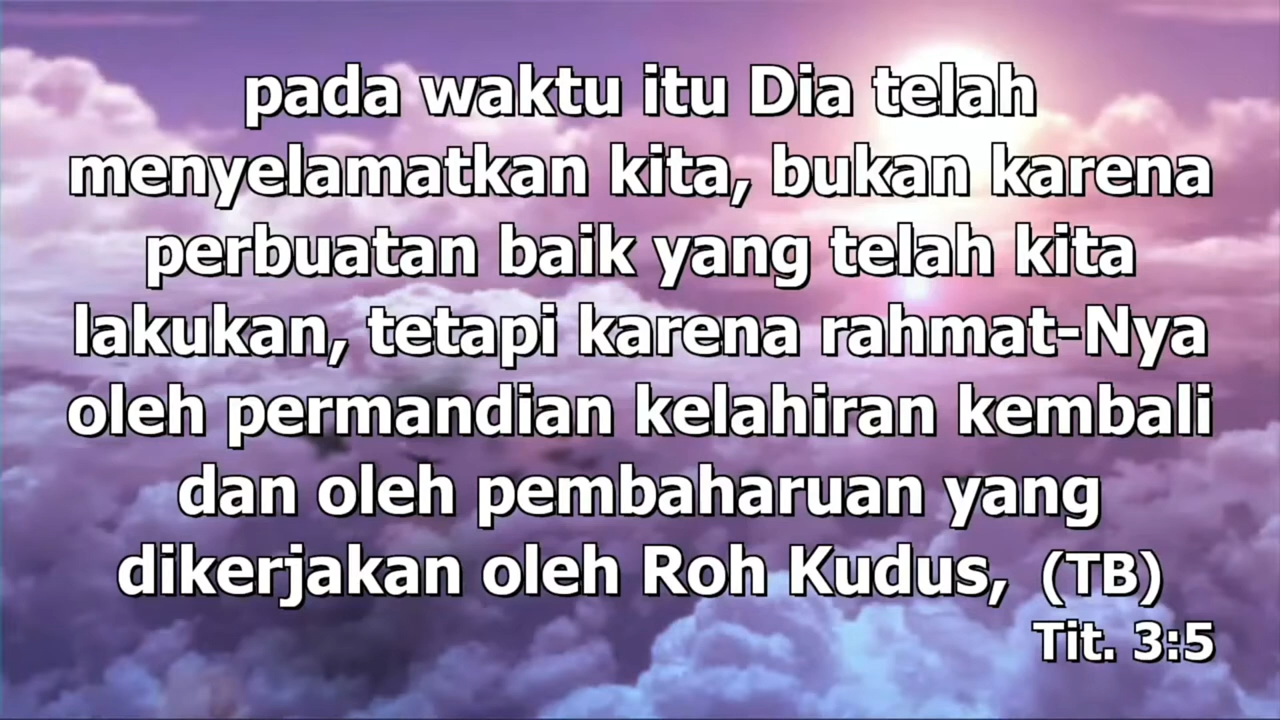 pada waktu itu Dia telah
menyelamatkan kita, bukan karena
perbuatan baik yang telah kita
lakukan, tetapi karena rahmat-Nya
oleh permandian kelahiran kembali
dan oleh pembaharuan yang
dikerjakan oleh Roh Kudus, (TB)
Tit. 3:5